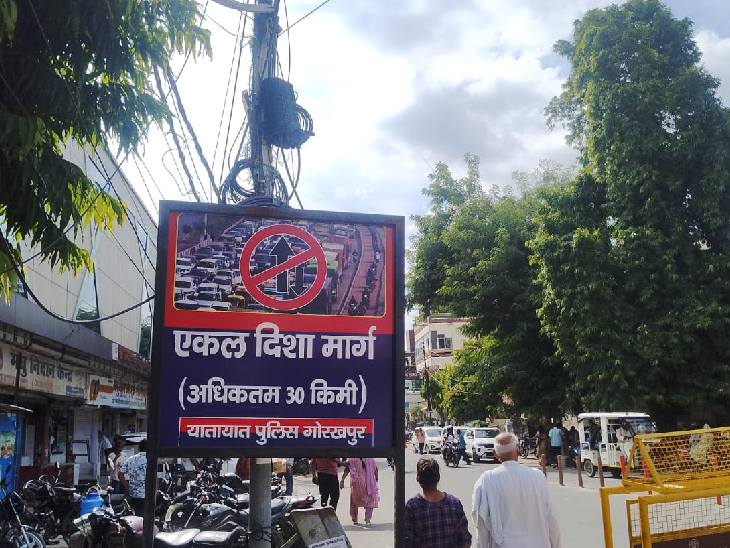 एकल दिशा मार्ग
(अधिकतम 30 किमी)
यातायात पुलिस गोरखपुर
निदान केन्द्र